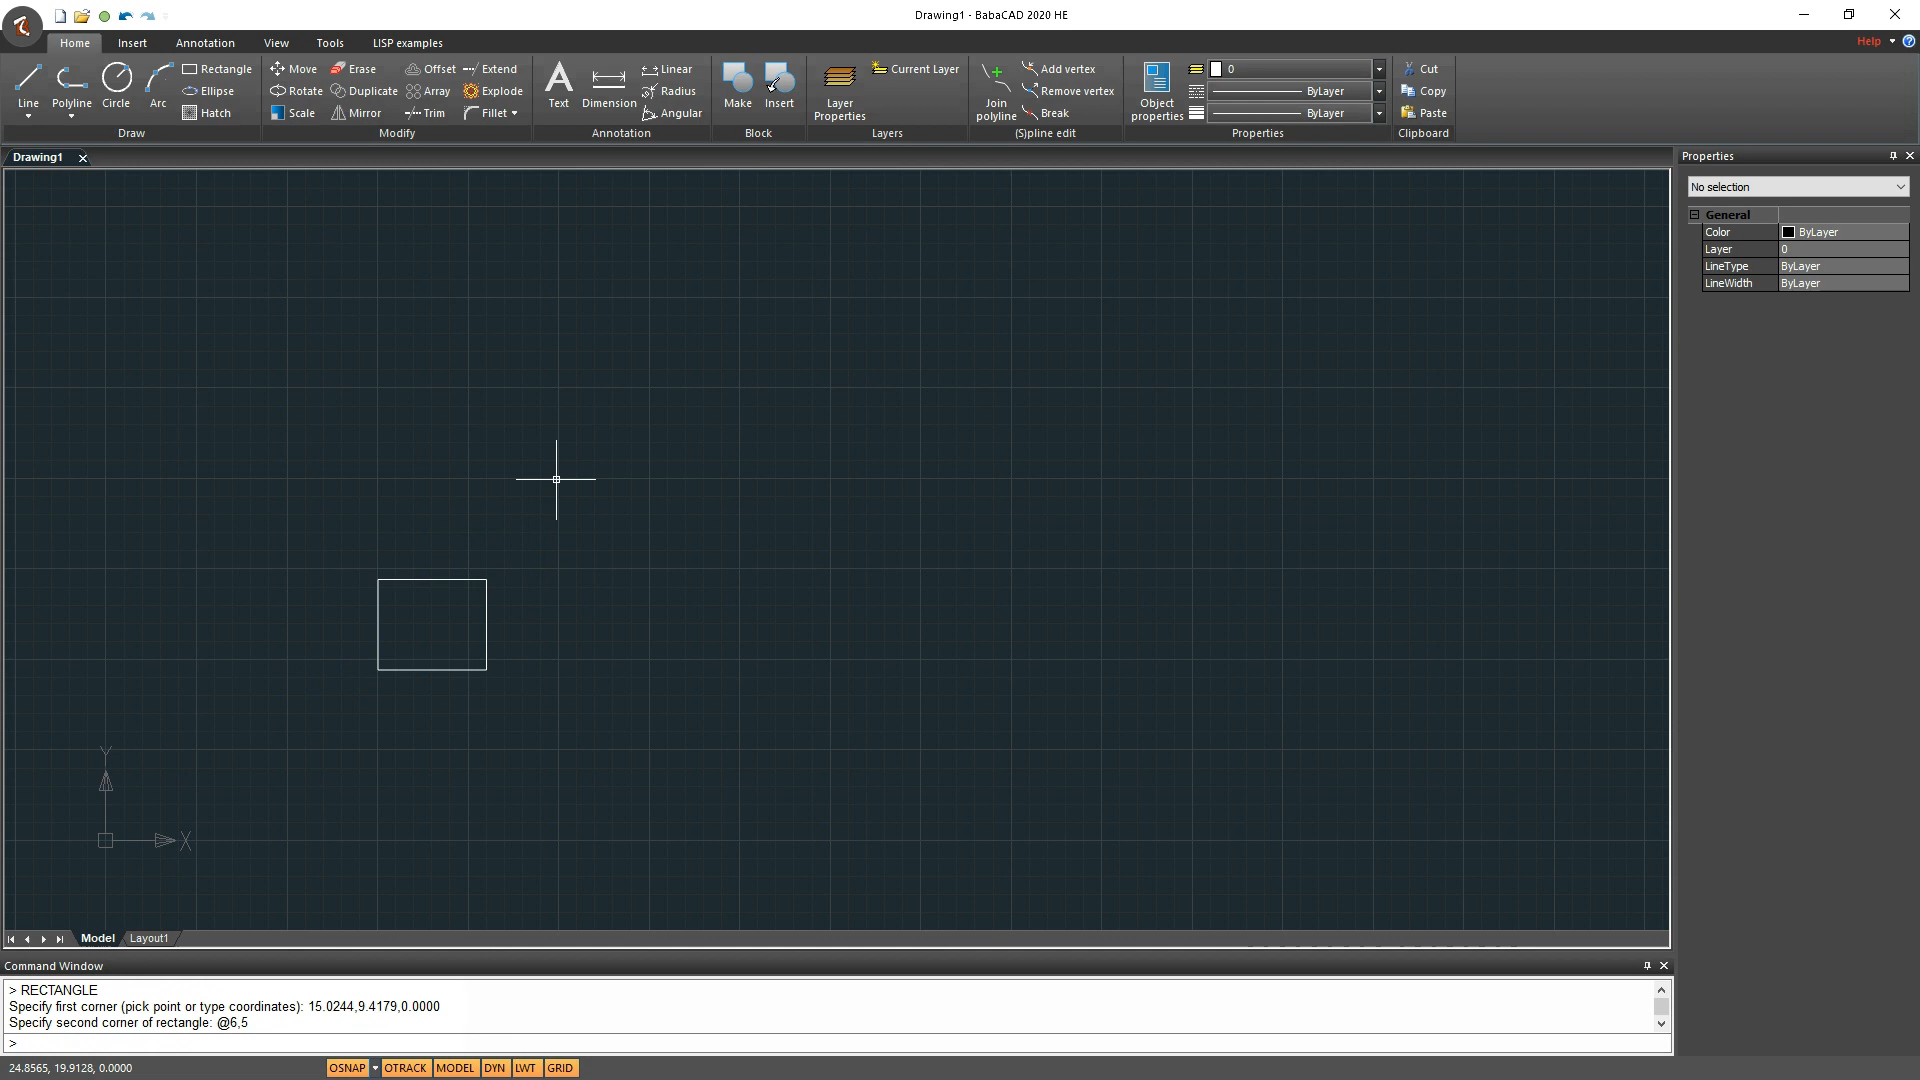 Drawing1 - BabaCAD 2020 HE
Home Insert Annotation View Tools LISP examples Help
Line Polyline Circle Arc
Rectangle
Ellipse
Hatch
Draw
Move Erase Offset Extend
Rotate Duplicate Array Explode
Scale Mirror Trim Fillet
Modify
Text Dimension
Linear
Radius
Angular
Annotation
Make Insert
Block
Layer Properties
Current Layer
Layers
Join polyline
Add vertex
Remove vertex
Break
(S)pline edit
Object properties
0
ByLayer
ByLayer
Properties
Cut
Copy
Paste
Clipboard
Drawing1
Y
X
Model Layout1
Properties
No selection
General
Color ByLayer
Layer 0
LineType ByLayer
LineWidth ByLayer
Command Window
> RECTANGLE
Specify first corner (pick point or type coordinates): 15.0244,9.4179,0.0000
Specify second corner of rectangle: @6,5
>
24.8565, 19.9128, 0.0000 OSNAP OTRACK MODEL DYN LWT GRID